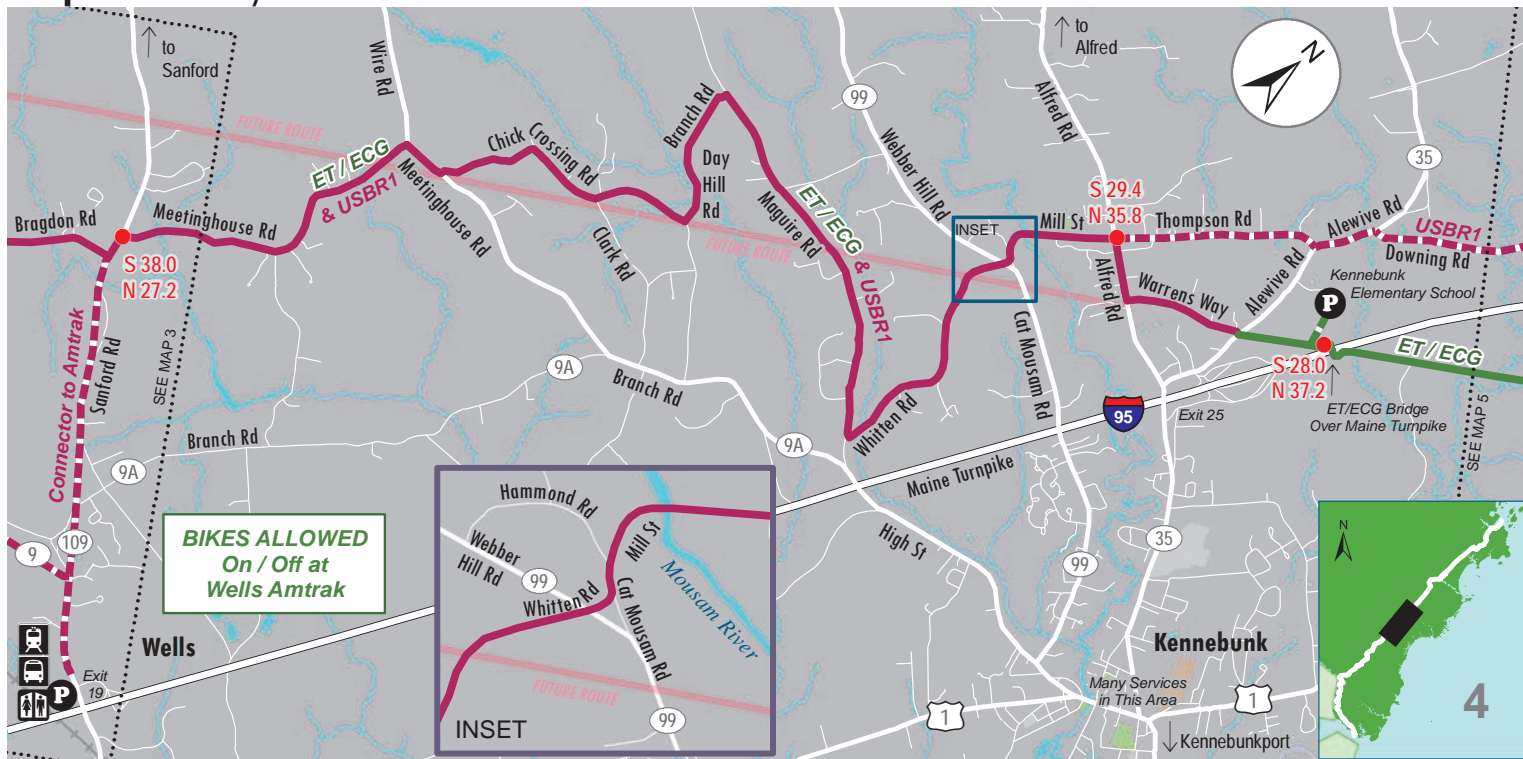 to
Sanford
Wire Rd
FUTURE ROUTE
ET / ECG
& USBR1
Chick Crossing Rd
Branch Rd
Day
Hill
Rd
99
Webber Hill Rd
to
Alfred
Alfred Rd
N
35
Bragdon Rd
Meetinghouse Rd
S 38.0
N 27.2
Meetinghouse Rd
Clark Rd
FUTURE ROUTE
Maguire Rd
ET / ECG
& USBR1
INSET
Mill St
S 29.4
N 35.8
Thompson Rd
Alewive Rd
USBR1
Downing Rd
Alfred Rd
Warrens Way
Alewive Rd
Kennebunk
Elementary School
P
Connector to Amtrak
Sanford Rd
SEE MAP 3
9A
Branch Rd
Branch Rd
9A
9A
Whitten Rd
Cat Mousam Rd
95
Exit 25
S 28.0
N 37.2
ET / ECG
ET/ECG Bridge
Over Maine Turnpike
SEE MAP 5
Maine Turnpike
High St
99
35
109
9
BIKES ALLOWED
On / Off at
Wells Amtrak
Wells
P
Exit
19
Hammond Rd
Webber
Hill Rd
99
Whitten Rd
Mill St
Cat Mousam Rd
Mousam River
FUTURE ROUTE
99
INSET
Kennebunk
Many Services
in This Area
1
1
Kennebunkport
N
4